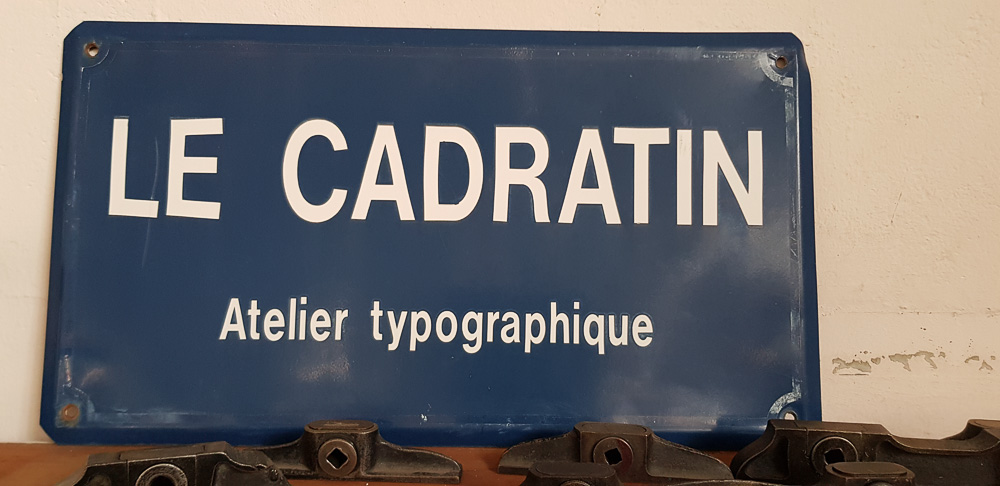 LE CADRATIN
Atelier typographique